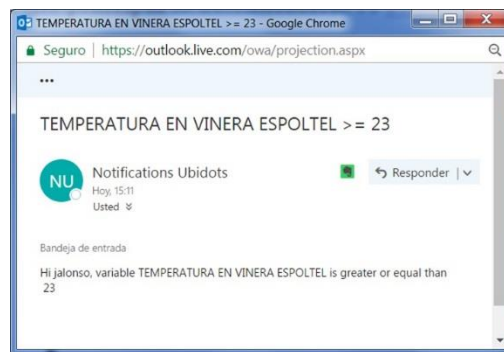 TEMPERATURA EN VINERA ESPOLTEL >= 23 - Google Chrome
Seguro | https://outlook.live.com/owa/projection.aspx
...
TEMPERATURA EN VINERA ESPOLTEL >= 23
NU
Notifications Ubidots
Responder
Hoy, 15:11
Usted
Bandeja de entrada
Hi jalonso, variable TEMPERATURA EN VINERA ESPOLTEL is greater or equal than
23